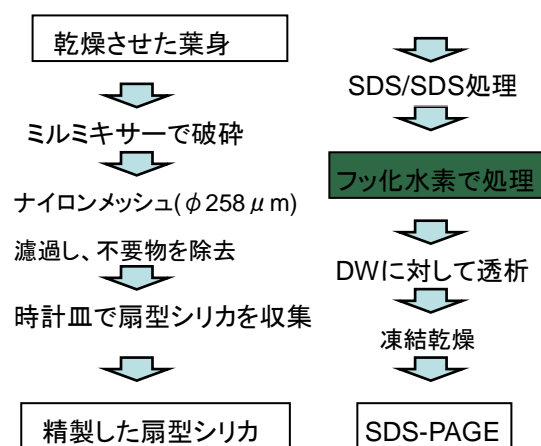 乾燥させた葉身
ミルミキサーで破砕
ナイロンメッシュ(φ258μm)
濾過し、不要物を除去
時計皿で扇型シリカを収集
精製した扇型シリカ
SDS/SDS処理
フッ化水素で処理
DWに対して透析
凍結乾燥
SDS-PAGE